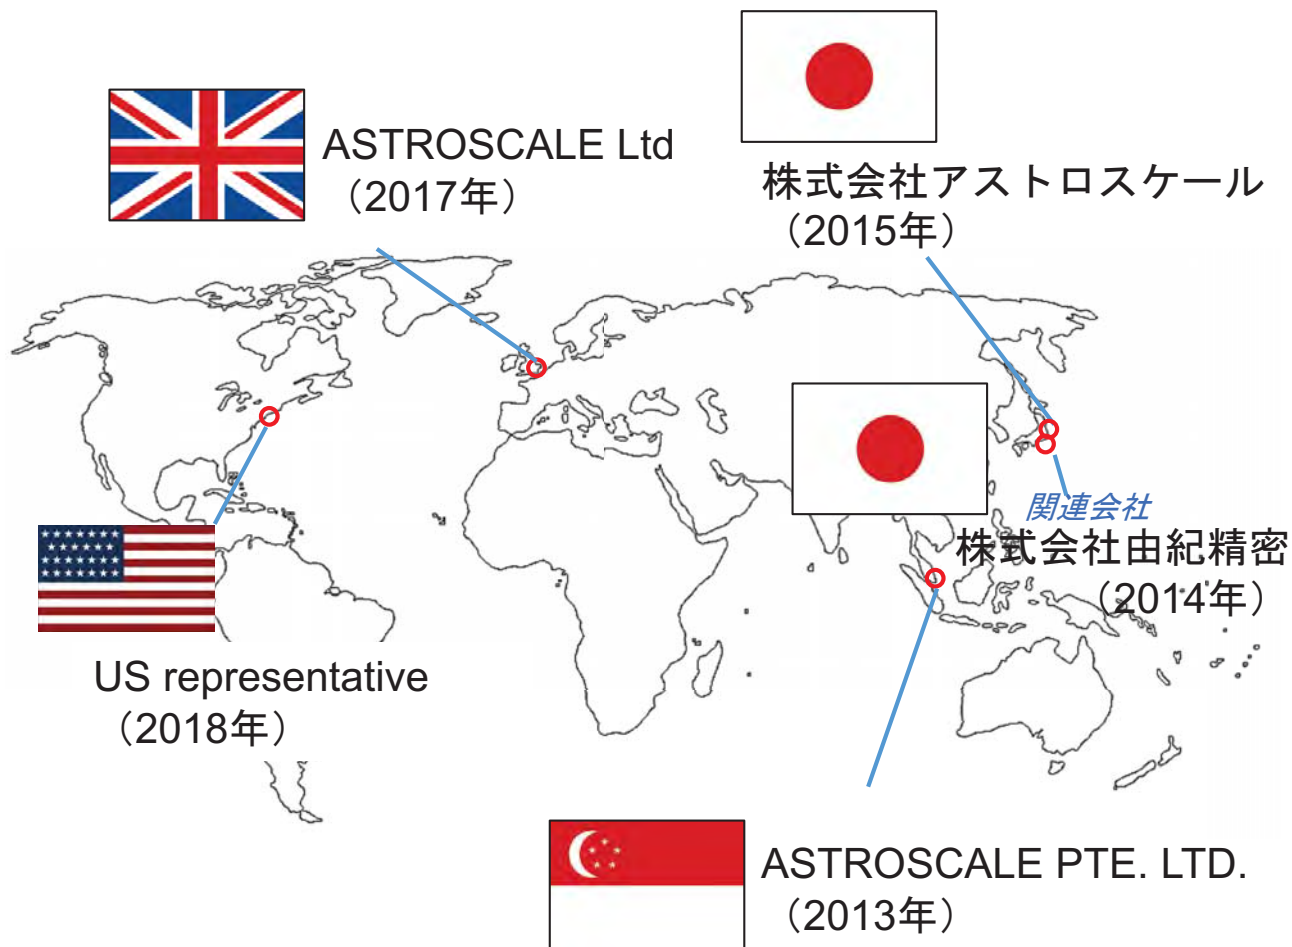 ASTROSCALE Ltd
（2017年）
株式会社アストロスケール
（2015年）
関連会社
株式会社由紀精密
（2014年）
US representative
（2018年）
ASTROSCALE PTE. LTD.
（2013年）